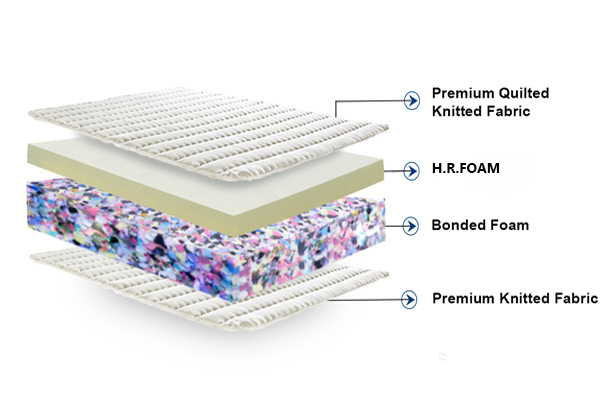 Premium Quilted
Knitted Fabric
H.R.FOAM
Bonded Foam
Premium Knitted Fabric